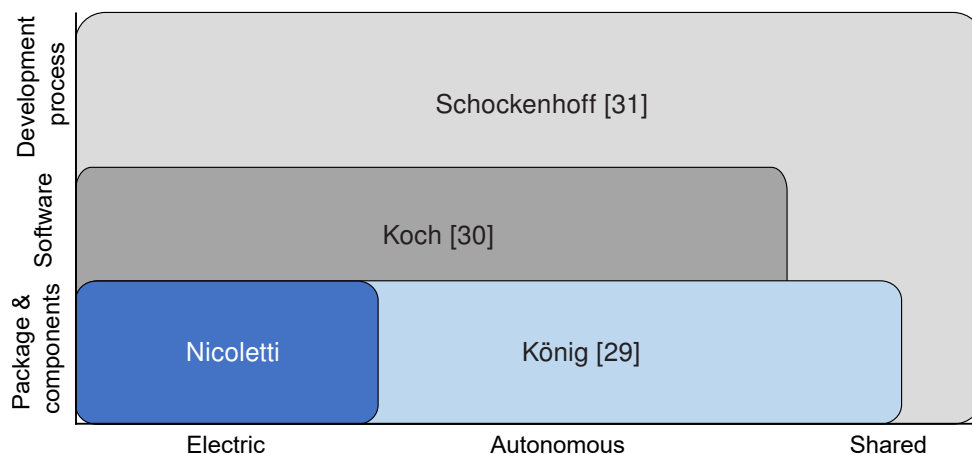 Development
process
Schockenhoff [31]
Software
Koch [30]
Package &
components
Nicoletti
König [29]
Electric
Autonomous
Shared